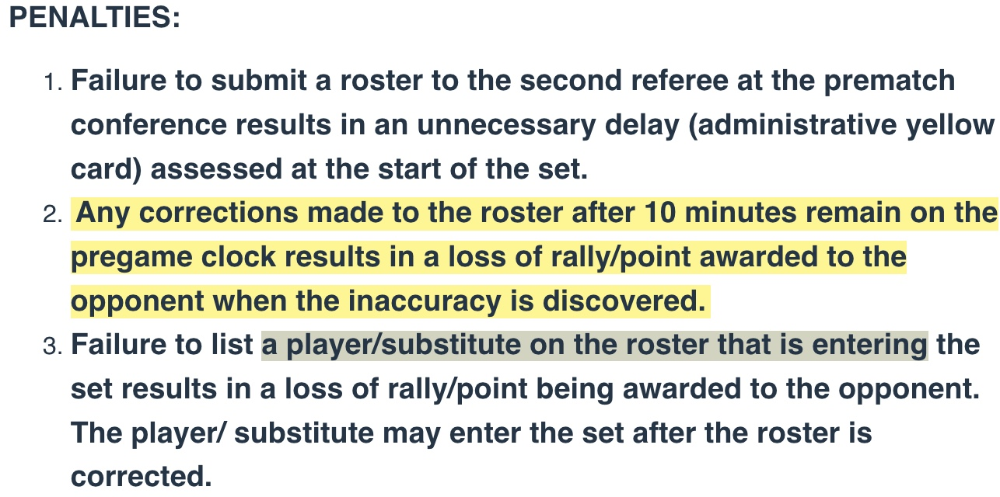 PENALTIES:
1. Failure to submit a roster to the second referee at the prematch
conference results in an unnecessary delay (administrative yellow
card) assessed at the start of the set.
2. Any corrections made to the roster after 10 minutes remain on the
pregame clock results in a loss of rally/point awarded to the
opponent when the inaccuracy is discovered.
3. Failure to list a player/substitute on the roster that is entering the
set results in a loss of rally/point being awarded to the opponent.
The player/ substitute may enter the set after the roster is
corrected.